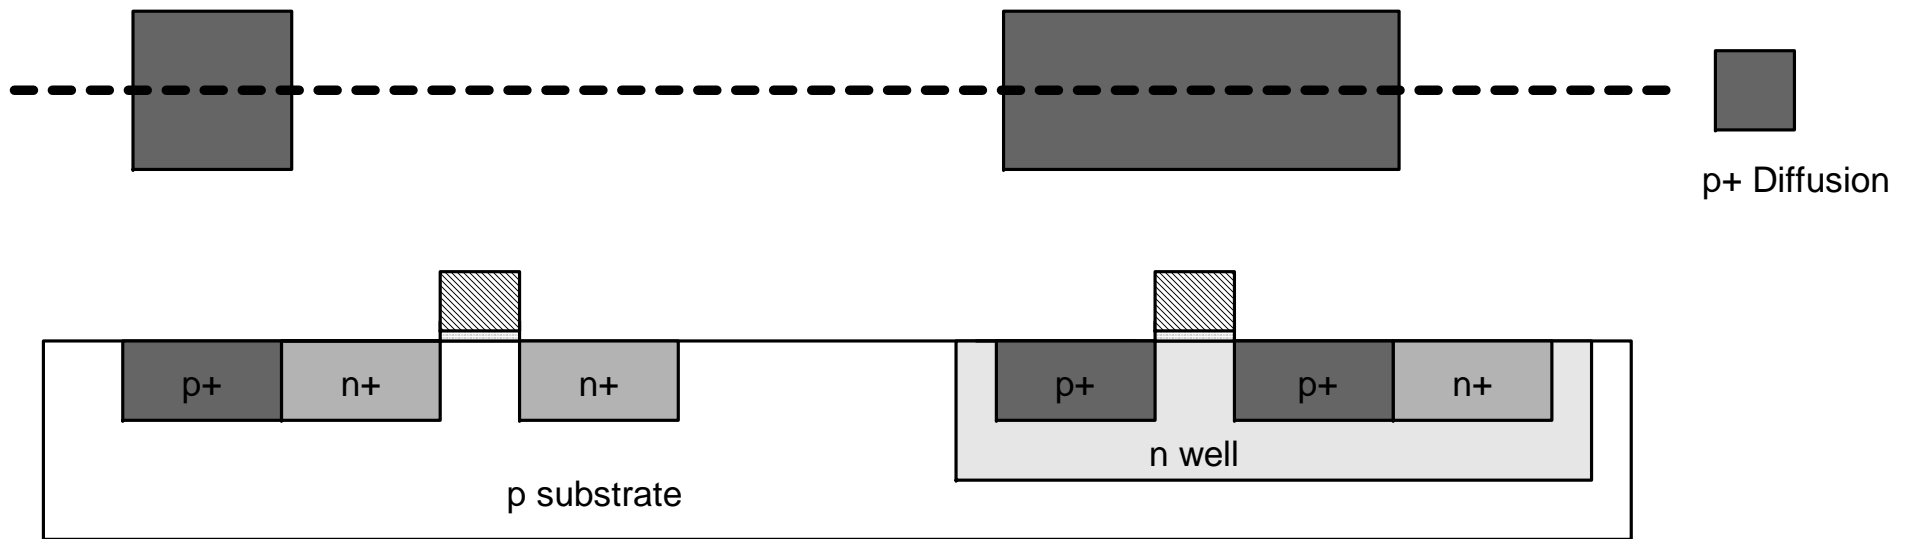 p+ Diffusion
p+ n+ n+ p+ p+ n+
n well
p substrate